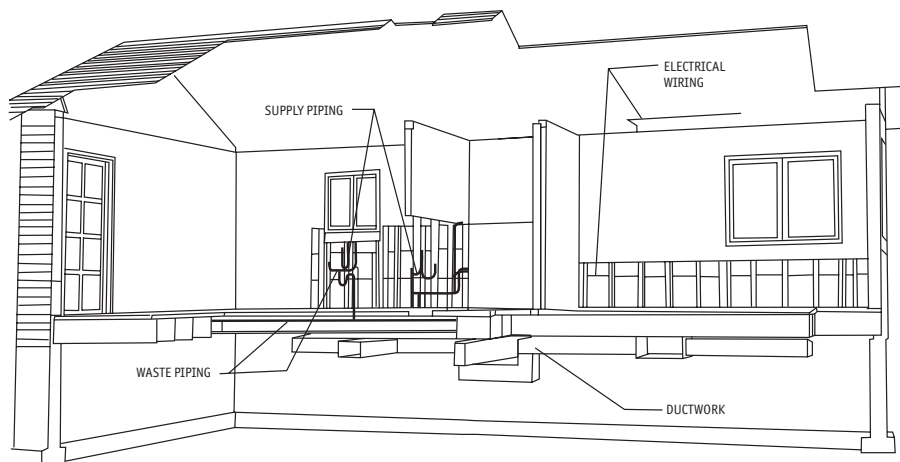 ELECTRICAL
WIRING
SUPPLY PIPING
WASTE PIPING
DUCTWORK